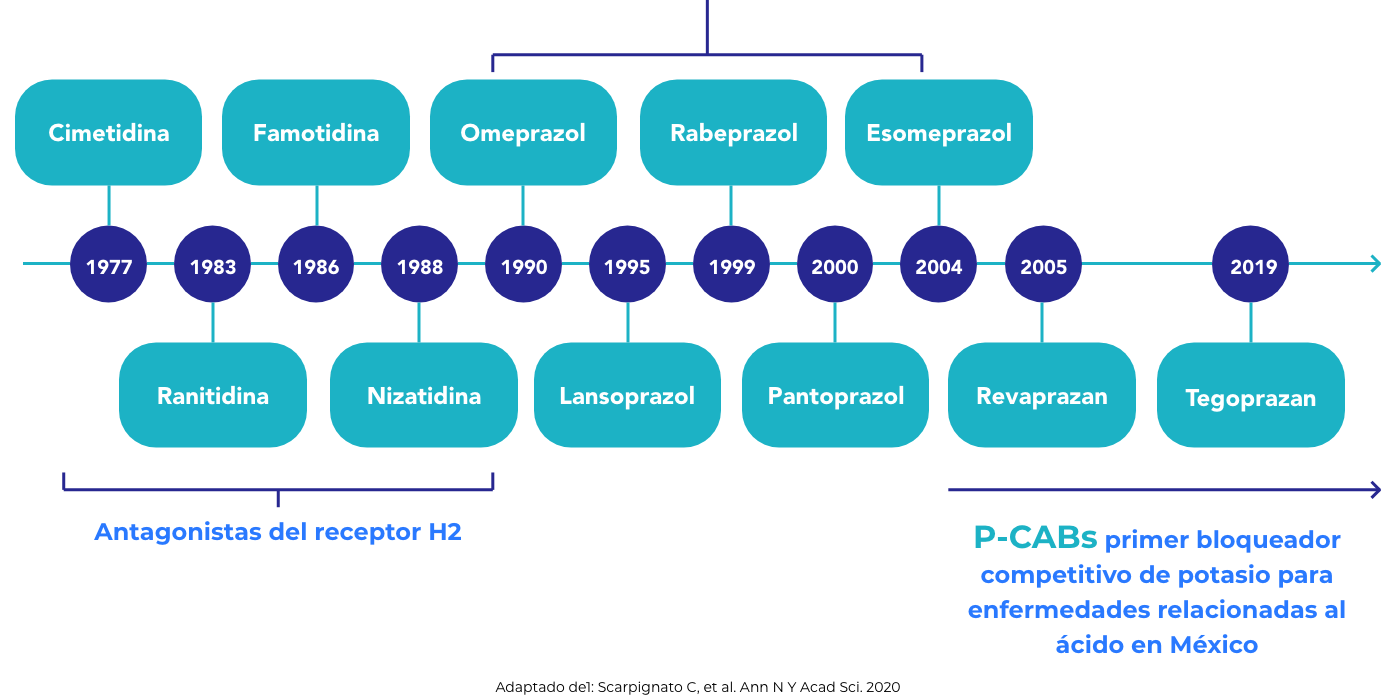 Cimetidina
Famotidina
Omeprazol
Rabeprazol
Esomeprazol
1977
1983
1986
1988
1990
1995
1999
2000
2004
2005
2019
Ranitidina
Nizatidina
Lansoprazol
Pantoprazol
Revaprazan
Tegoprazan
Antagonistas del receptor H2
P-CABs primer bloqueador
competitivo de potasio para
enfermedades relacionadas al
ácido en México
Adaptado de1: Scarpignato C, et al. Ann N Y Acad Sci. 2020